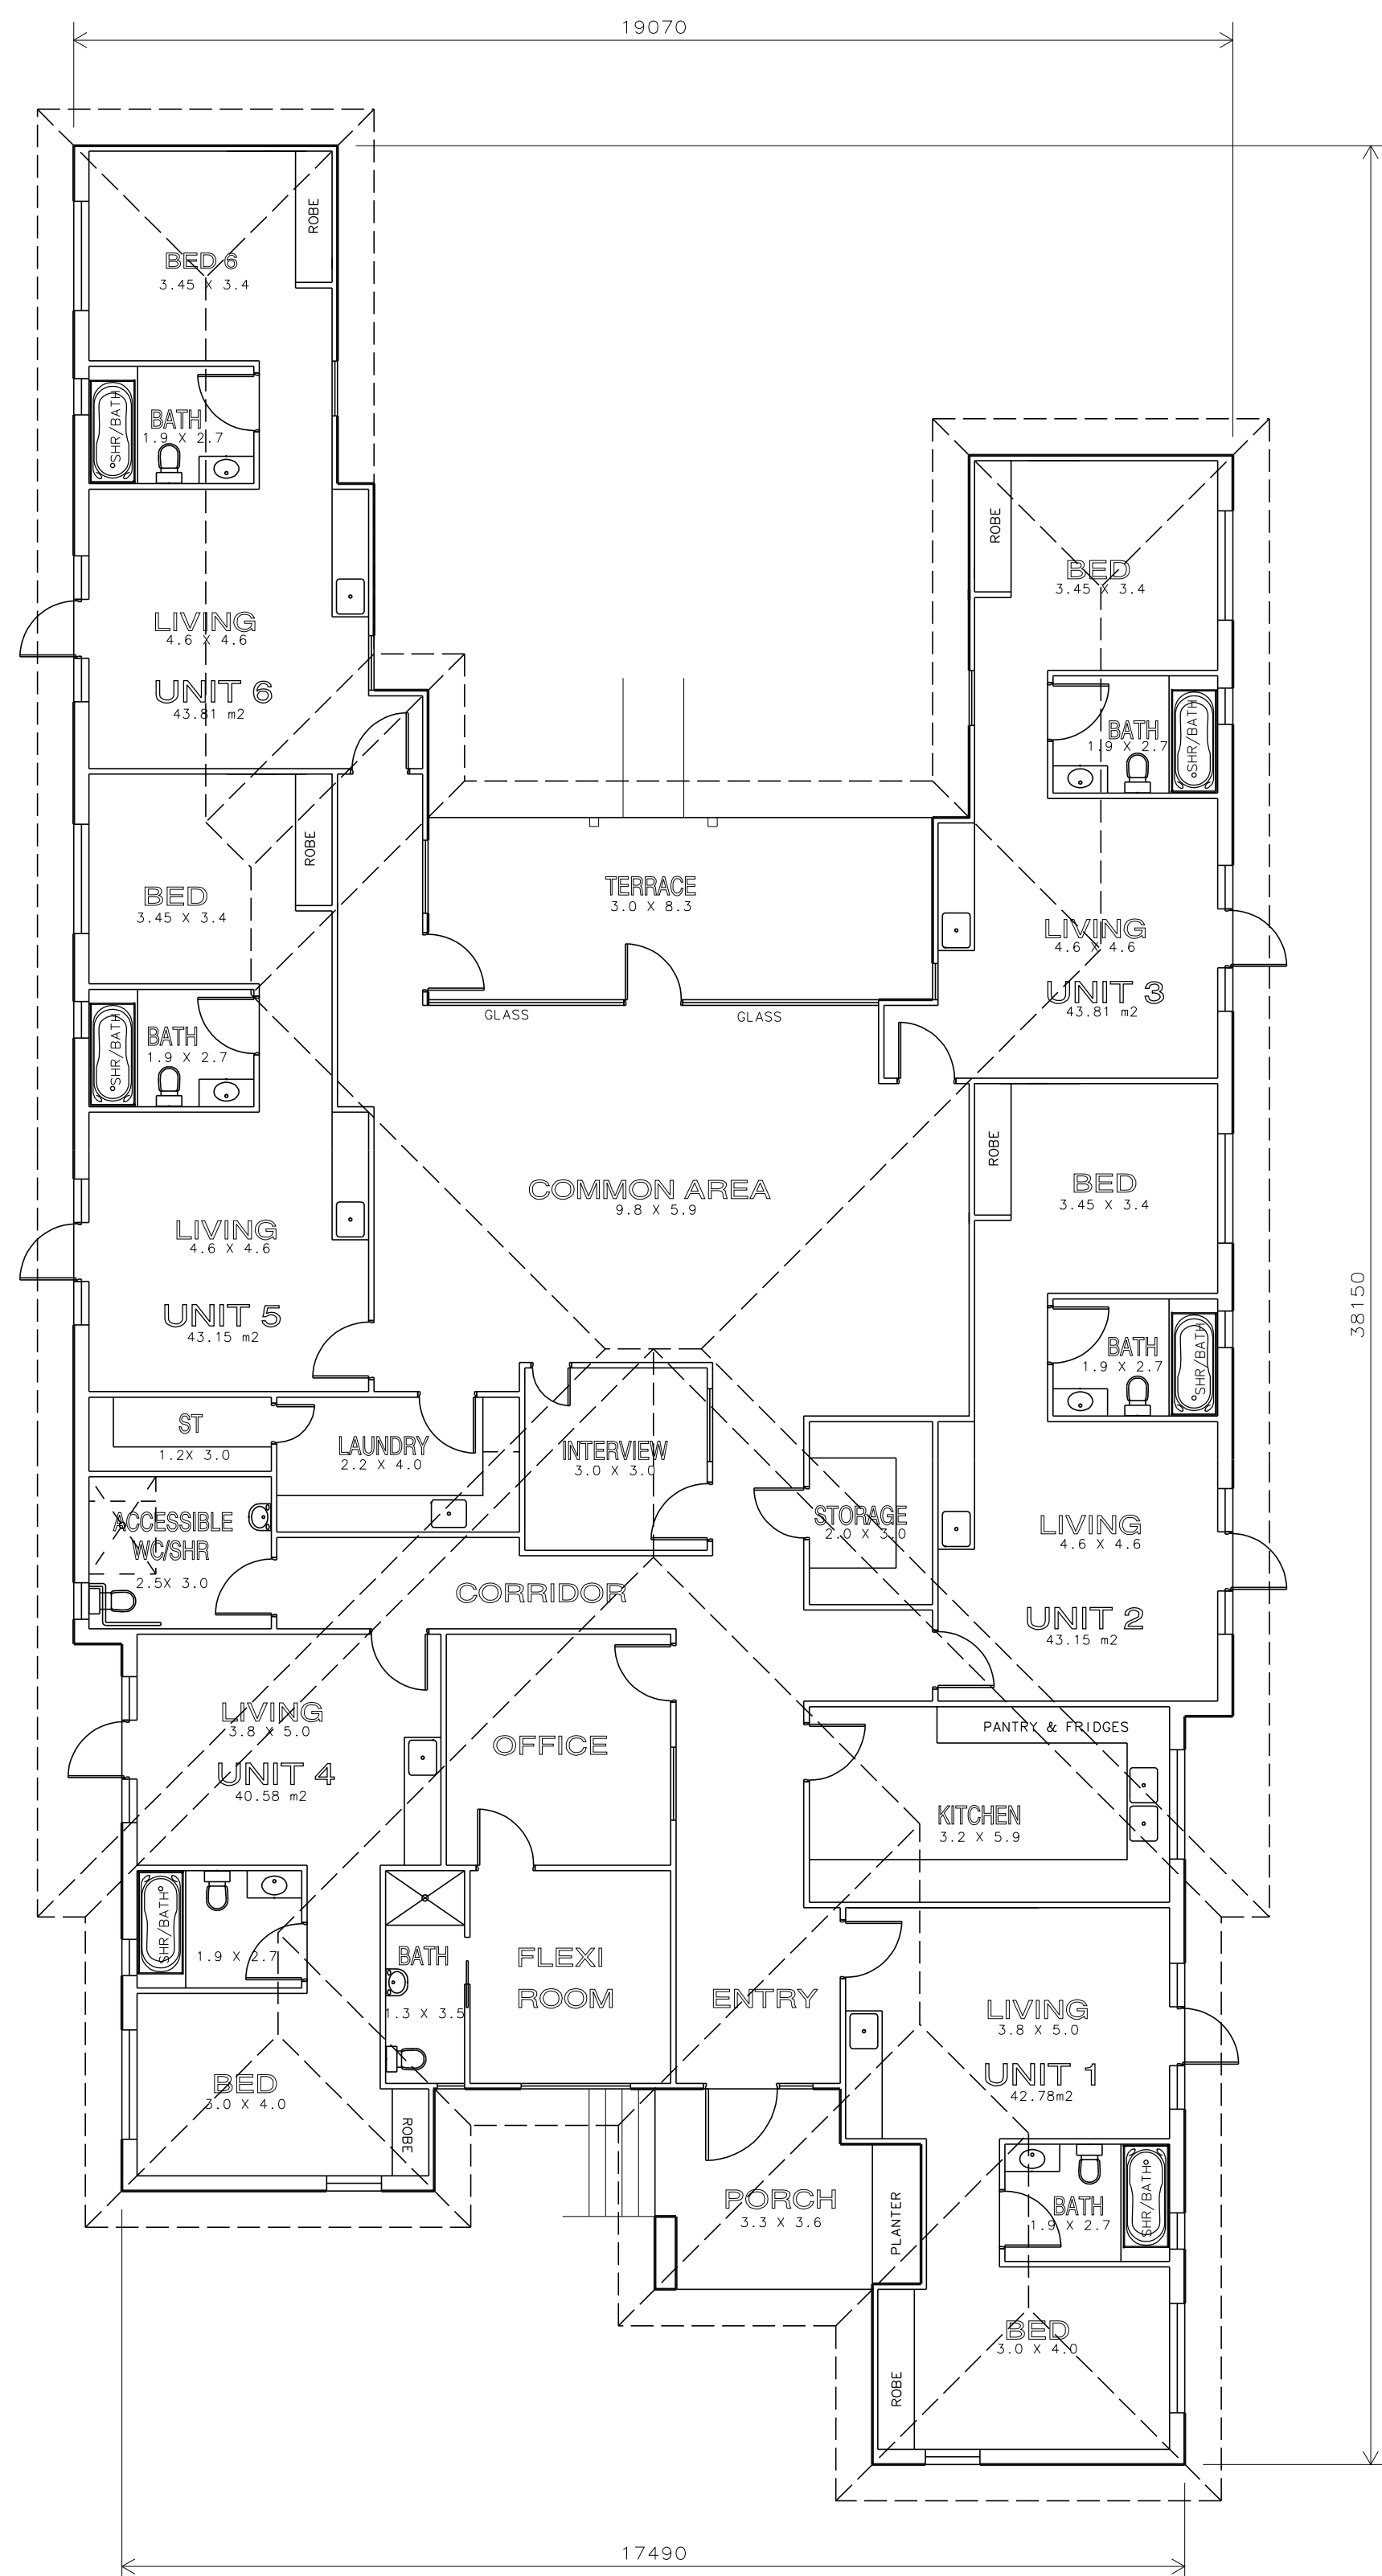 19070
ROBE
BED 6
3.45 X 3.4
SHR/BATH
BATH
1.9 X 2.7
LIVING
4.6 X 4.6
UNIT 6
43.81 m2
ROBE
BED
3.45 X 3.4
SHR/BATH
BATH
1.9 X 2.7
ROBE
BED
3.45 X 3.4
TERRACE
3.0 X 8.3
LIVING
4.6 X 4.6
UNIT 3
43.81 m2
GLASS
GLASS
SHR/BATH
BATH
1.9 X 2.7
ROBE
BED
3.45 X 3.4
COMMON AREA
9.8 X 5.9
LIVING
4.6 X 4.6
UNIT 5
43.15 m2
38150
SHR/BATH
BATH
1.9 X 2.7
ST
1.2X 3.0
LAUNDRY
2.2 X 4.0
INTERVIEW
3.0 X 3.0
STORAGE
2.0 X 3.0
LIVING
4.6 X 4.6
ACCESSIBLE
WC/SHR
2.5X 3.0
CORRIDOR
UNIT 2
43.15 m2
LIVING
3.8 X 5.0
UNIT 4
40.58 m2
OFFICE
PANTRY & FRIDGES
KITCHEN
3.2 X 5.9
SHR/BATH
1.9 X 2.7
BATH
1.3 X 3.5
FLEXI
ROOM
ENTRY
LIVING
3.8 X 5.0
UNIT 1
42.78m2
BED
3.0 X 4.0
ROBE
PORCH
3.3 X 3.6
PLANTER
BATH
1.9 X 2.7
SHR/BATH
BED
3.0 X 4.0
ROBE
17490